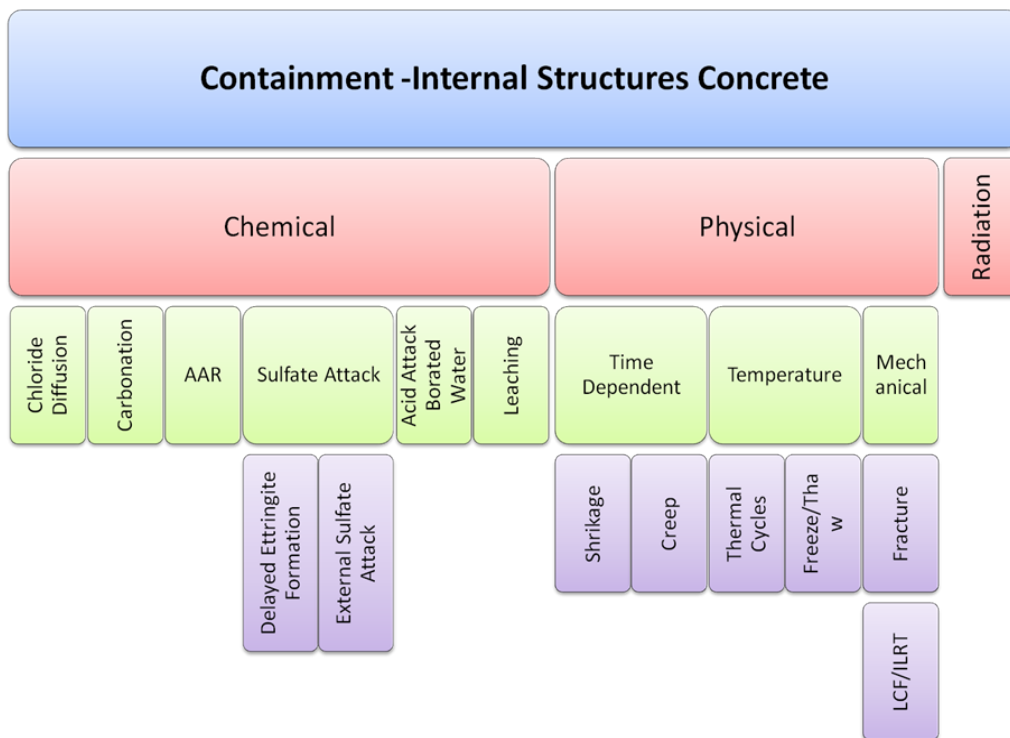 Containment -Internal Structures Concrete
Chemical
Physical
Radiation
Chloride
Diffusion
Carbonation
AAR
Sulfate Attack
Acid Attack
Borated
Water
Leaching
Time
Dependent
Temperature
Mech
anical
Delayed Ettringite
Formation
External Sulfate
Attack
Shrikage
Creep
Thermal
Cycles
Freeze/Tha
w
Fracture
LCF/ILRT